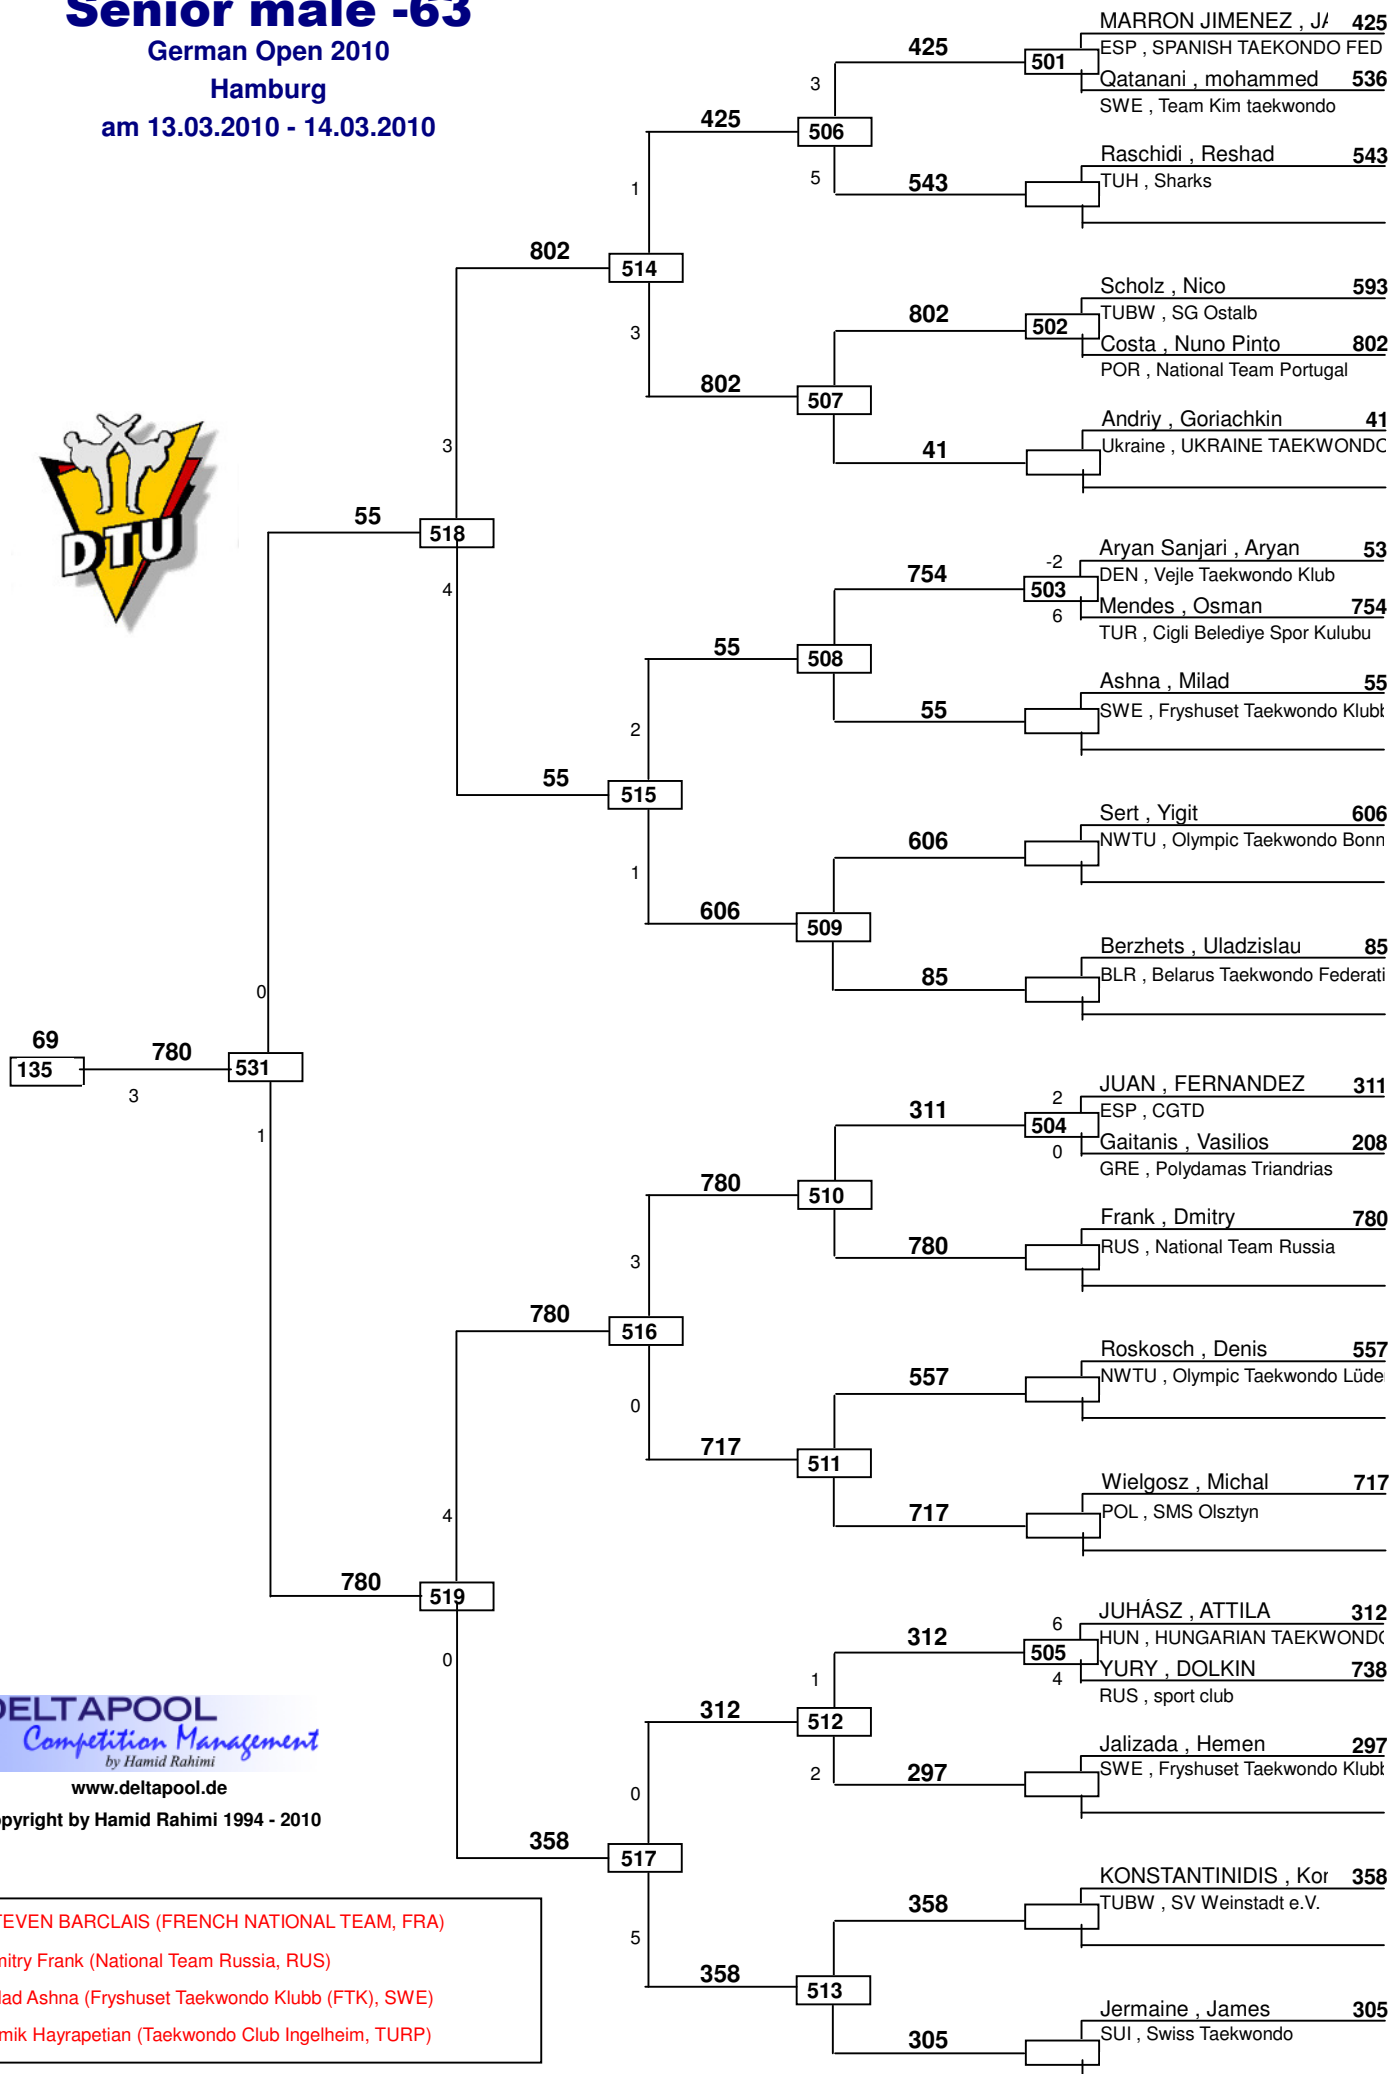 Senior male -63
German Open 2010
Hamburg
am 13.03.2010 - 14.03.2010
DTU
MARRON JIMENEZ , 425
425
501
ESP , SPANISH TAEKONDO FED
3
Qatanani , mohammed 536
SWE , Team Kim taekwondo
425
506
Raschidi , Reshad 543
5
543
TUH , Sharks
1
802
514
Scholz , Nico 593
802
502
TUBW , SG Ostalb
3
Costa , Nuno Pinto 802
POR , National Team Portugal
802
507
Andriy , Goriachkin 41
41
Ukraine , UKRAINE TAEKWONDO
3
55
518
Aryan Sanjari , Aryan 53
-2
754
503
DEN , Vejle Taekwondo Klub
4
6
Mendes , Osman 754
TUR , Cigli Belediye Spor Kulubu
55
508
Ashna , Milad 55
55
SWE , Fryshuset Taekwondo
2
55
515
Sert , Yigit 606
606
NWTU , Olympic Taekwondo Bonn
1
606
509
Berzhets , Uladzislau 85
85
BLR , Belarus Taekwondo Federati
0
69
135
780
531
3
1
JUAN , FERNANDEZ 311
2
311
504
ESP , CGTD
0
Gaitanis , Vasilios 208
GRE , Polydamas Triandrias
780
510
Frank , Dmitry 780
780
RUS , National Team Russia
3
780
516
Roskosch , Denis 557
557
NWTU , Olympic Taekwondo Lüde
0
717
511
Wielgosz , Michal 717
717
POL , SMS Olsztyn
4
780
519
JUHÁSZ , ATTILA 312
6
312
505
HUN , HUNGARIAN TAEKWONDO
0
4
YURY , DOLKIN 738
RUS , sport club
1
312
512
Jalizada , Hemen 297
2
297
SWE , Fryshuset Taekwondo
0
358
517
KONSTANTINIDIS , Kor 358
358
TUBW , SV Weinstadt e.V.
5
358
513
Jermaine , James 305
305
SUI , Swiss Taekwondo
DELTAPOOL
Competition Management
by Hamid Rahimi
www.deltapool.de
opyright by Hamid Rahimi 1994 - 2010
TEVEN BARCLAIS (FRENCH NATIONAL TEAM, FRA)
mitry Frank (National Team Russia, RUS)
lad Ashna (Fryshuset Taekwondo Klubb (FTK), SWE)
mik Hayrapetian (Taekwondo Club Ingelheim, TURP)